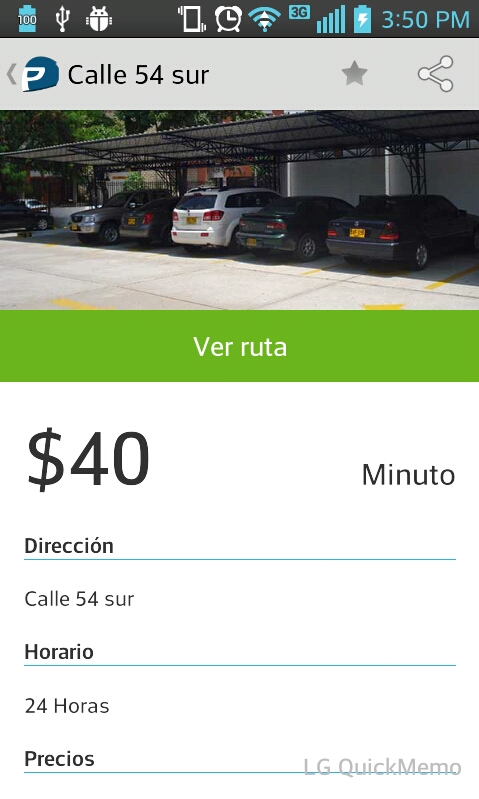 100 3G 3:50 PM
P Calle 54 sur
Ver ruta
$40 Minuto
Dirección
Calle 54 sur
Horario
24 Horas
Precios
LG QuickMemo